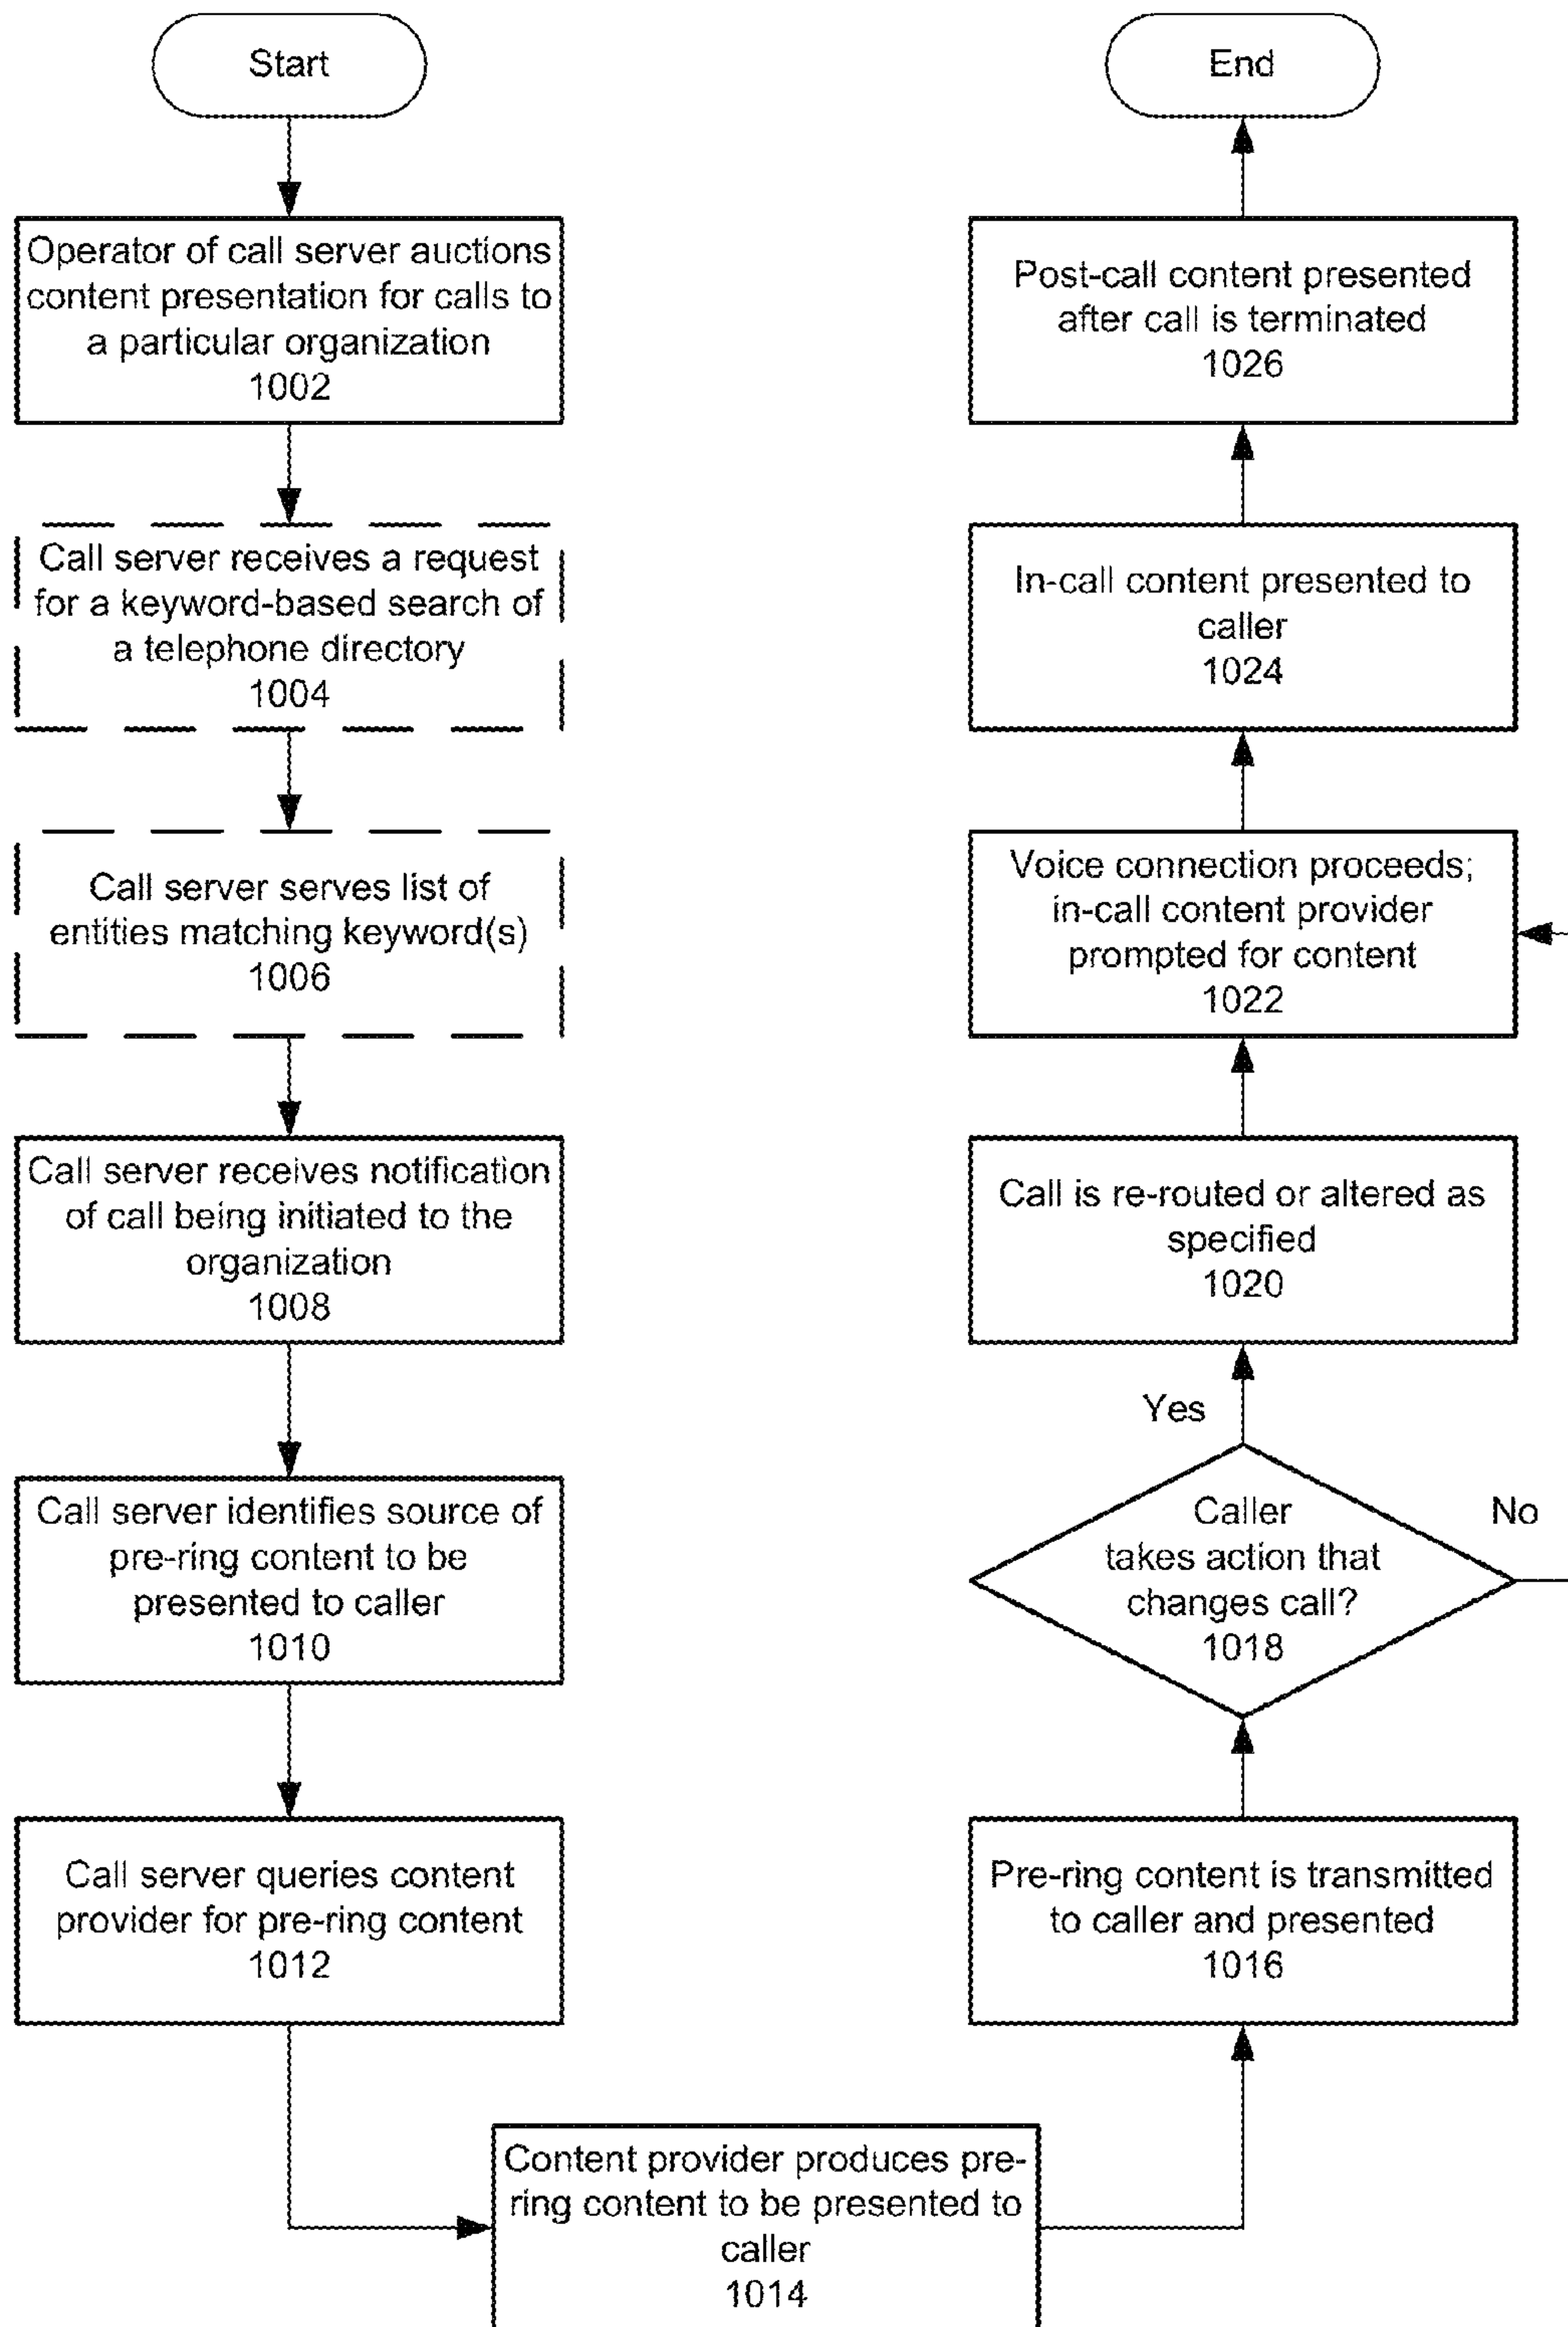 Start
Operator of call server auctions
content presentation for calls to
a particular organization
1002
Call server receives a request
for a keyword-based search of
a telephone directory
1004
Call server serves list of
entities matching keyword(s)
1006
Call server receives notification
of call being initiated to the
organization
1008
Call server identifies source of
pre-ring content to be
presented to caller
1010
Call server queries content
provider for pre-ring content
1012
Content provider produces pre-
ring content to be presented to
caller
1014
Pre-ring content is transmitted
to caller and presented
1016
Caller
takes action that
changes call?
1018
Yes
No
Call is re-routed or altered as
specified
1020
Voice connection proceeds;
in-call content provider
prompted for content
1022
In-call content presented to
caller
1024
Post-call content presented
after call is terminated
1026
End